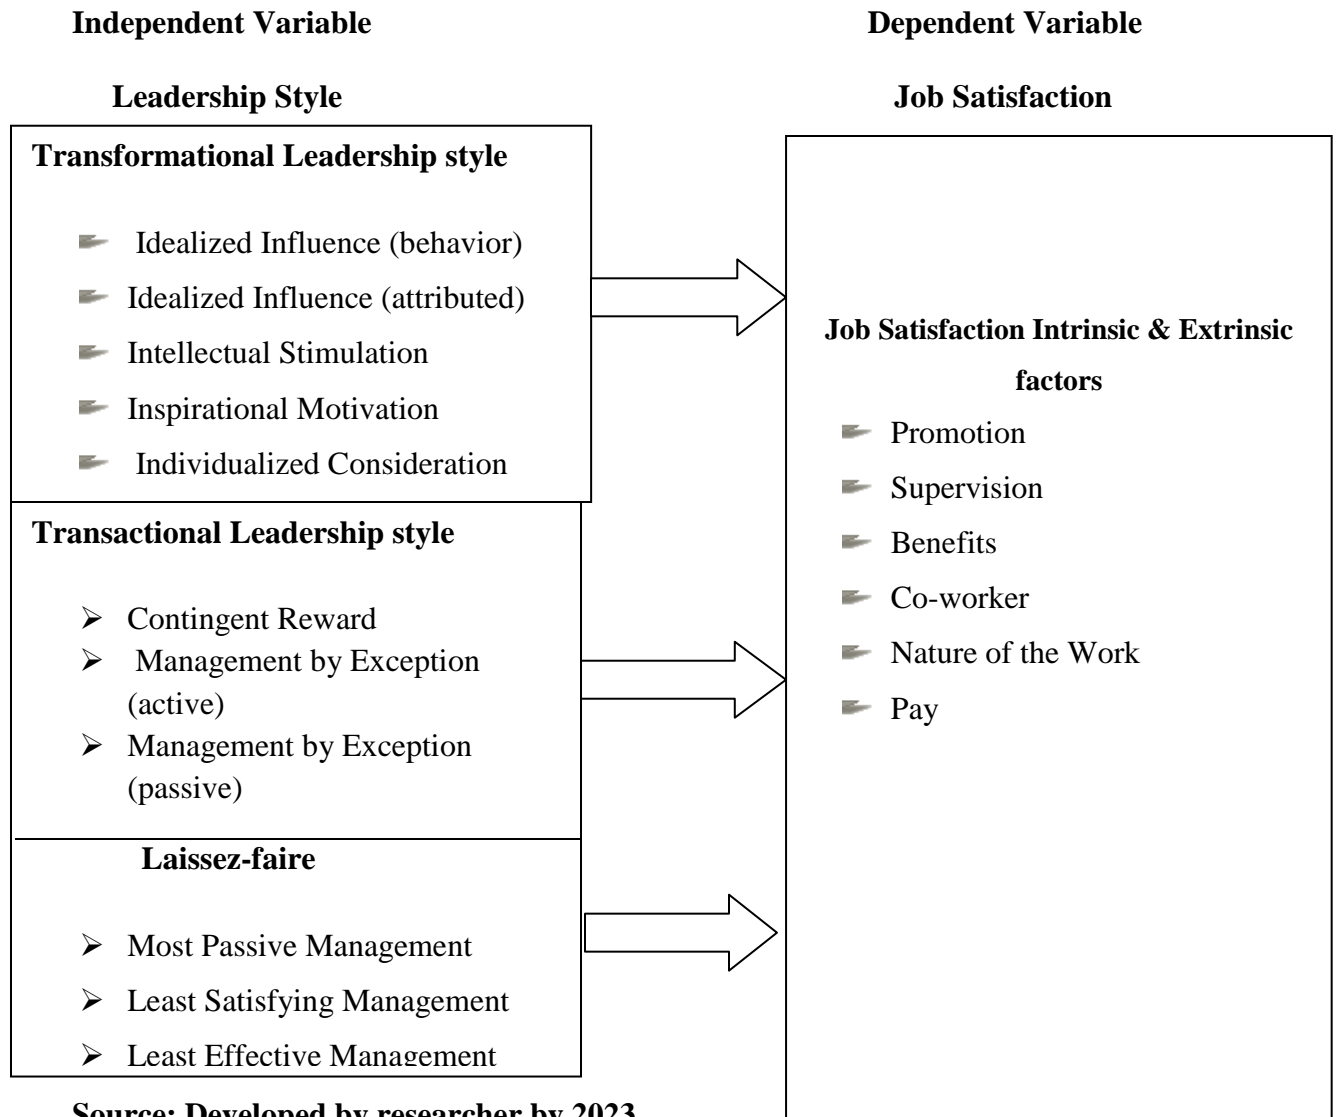 Independent Variable
Dependent Variable
Leadership Style
Job Satisfaction
Transformational Leadership style
Idealized Influence (behavior)
Idealized Influence (attributed)
Intellectual Stimulation
Inspirational Motivation
Individualized Consideration
Transactional Leadership style
➢ Contingent Reward
➢ Management by Exception
(active)
➢ Management by Exception
(passive)
Laissez-faire
➢ Most Passive Management
➢ Least Satisfying Management
➢ Least Effective Management
Job Satisfaction Intrinsic & Extrinsic
factors
Promotion
Supervision
Benefits
Co-worker
Nature of the Work
Pay
Source: Developed by researcher by 2023